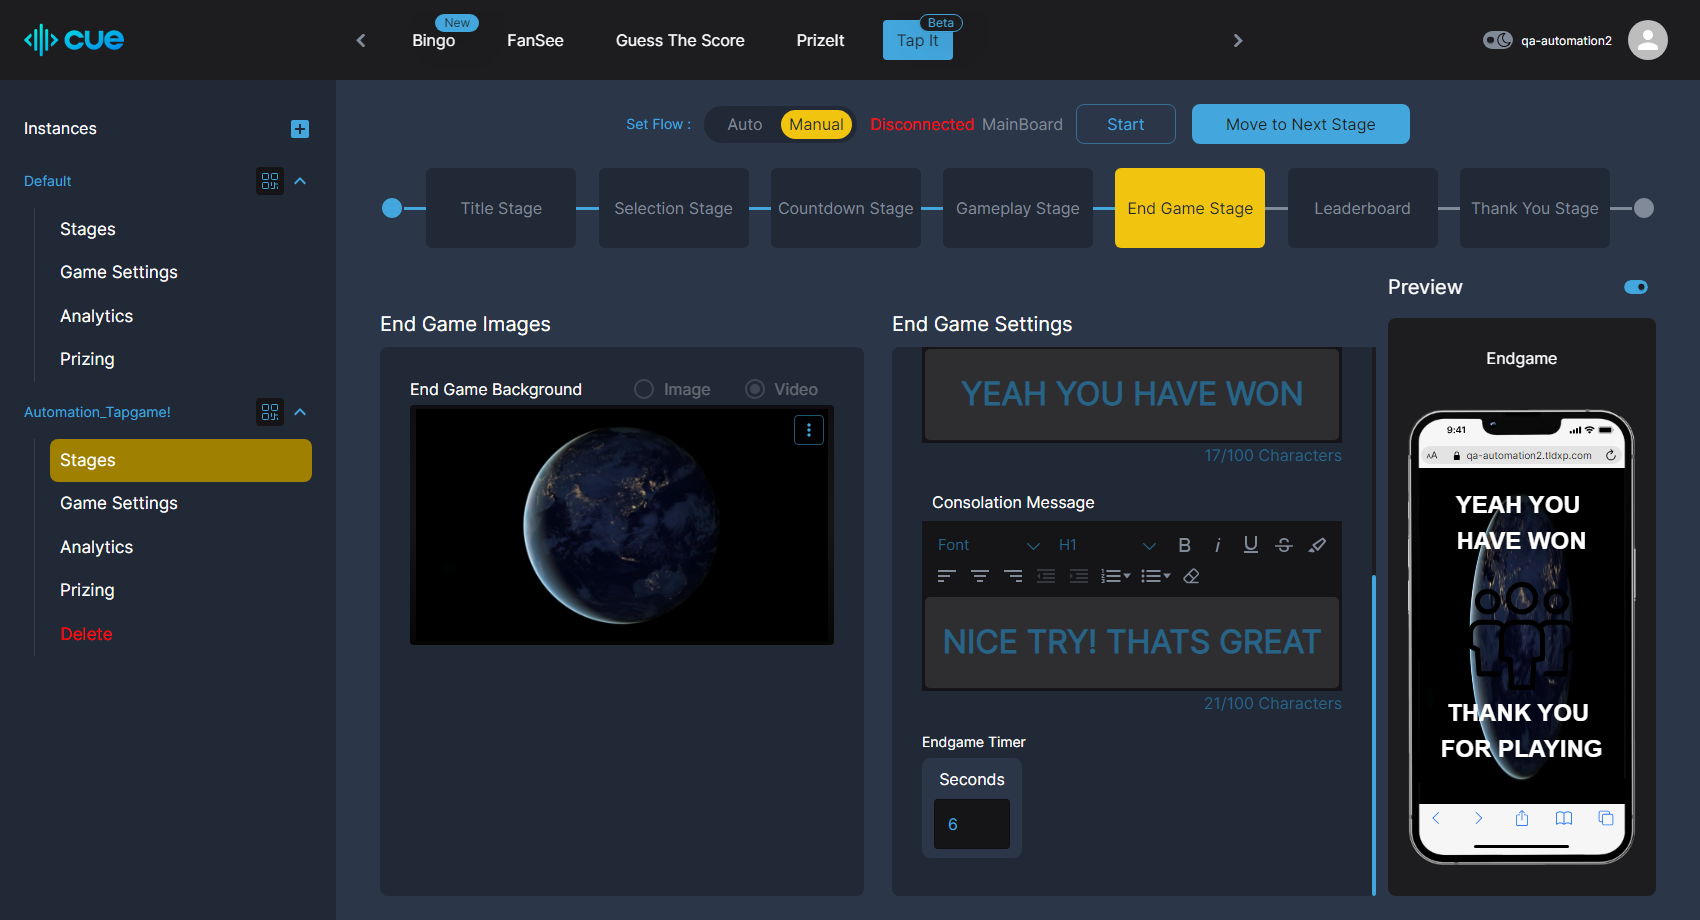 cue
New
Bingo
FanSee
Guess The Score
PrizeIt
Beta
Tap It
qa-automation2
Instances
Default
Stages
Game Settings
Analytics
Prizing
Automation_Tapgame!
Stages
Game Settings
Analytics
Prizing
Delete
Set Flow :
Auto
Manual
Disconnected MainBoard
Start
Move to Next Stage
Title Stage
Selection Stage
Countdown Stage
Gameplay Stage
End Game Stage
Leaderboard
Thank You Stage
End Game Images
End Game Background
Image
Video
End Game Settings
YEAH YOU HAVE WON
17/100 Characters
Consolation Message
Font
H1
B
i
U
S
NICE TRY! THATS GREAT
21/100 Characters
Endgame Timer
Seconds
6
Preview
Endgame
9:41
AA
qa-automation2.tldxp.com
YEAH YOU
HAVE WON
THANK YOU
FOR PLAYING